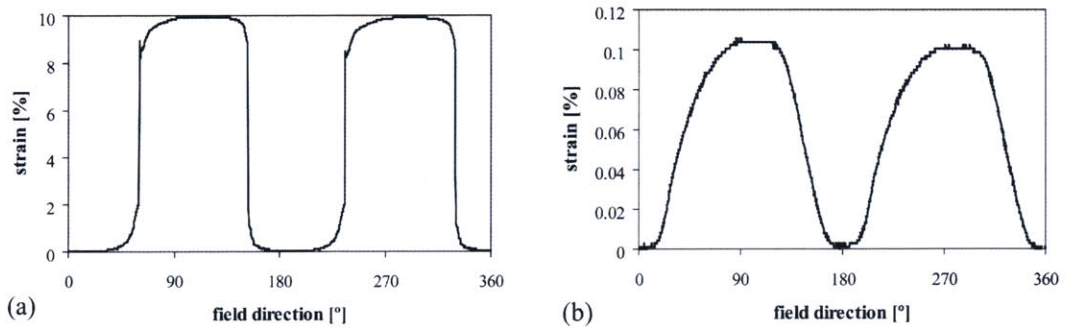 10
8
6
4
2
0
strain [%]
0 90 180 270 360
field direction [°]
(a)
0.12
0.1
0.08
0.06
0.04
0.02
0
strain [%]
0 90 180 270 360
field direction [°]
(b)